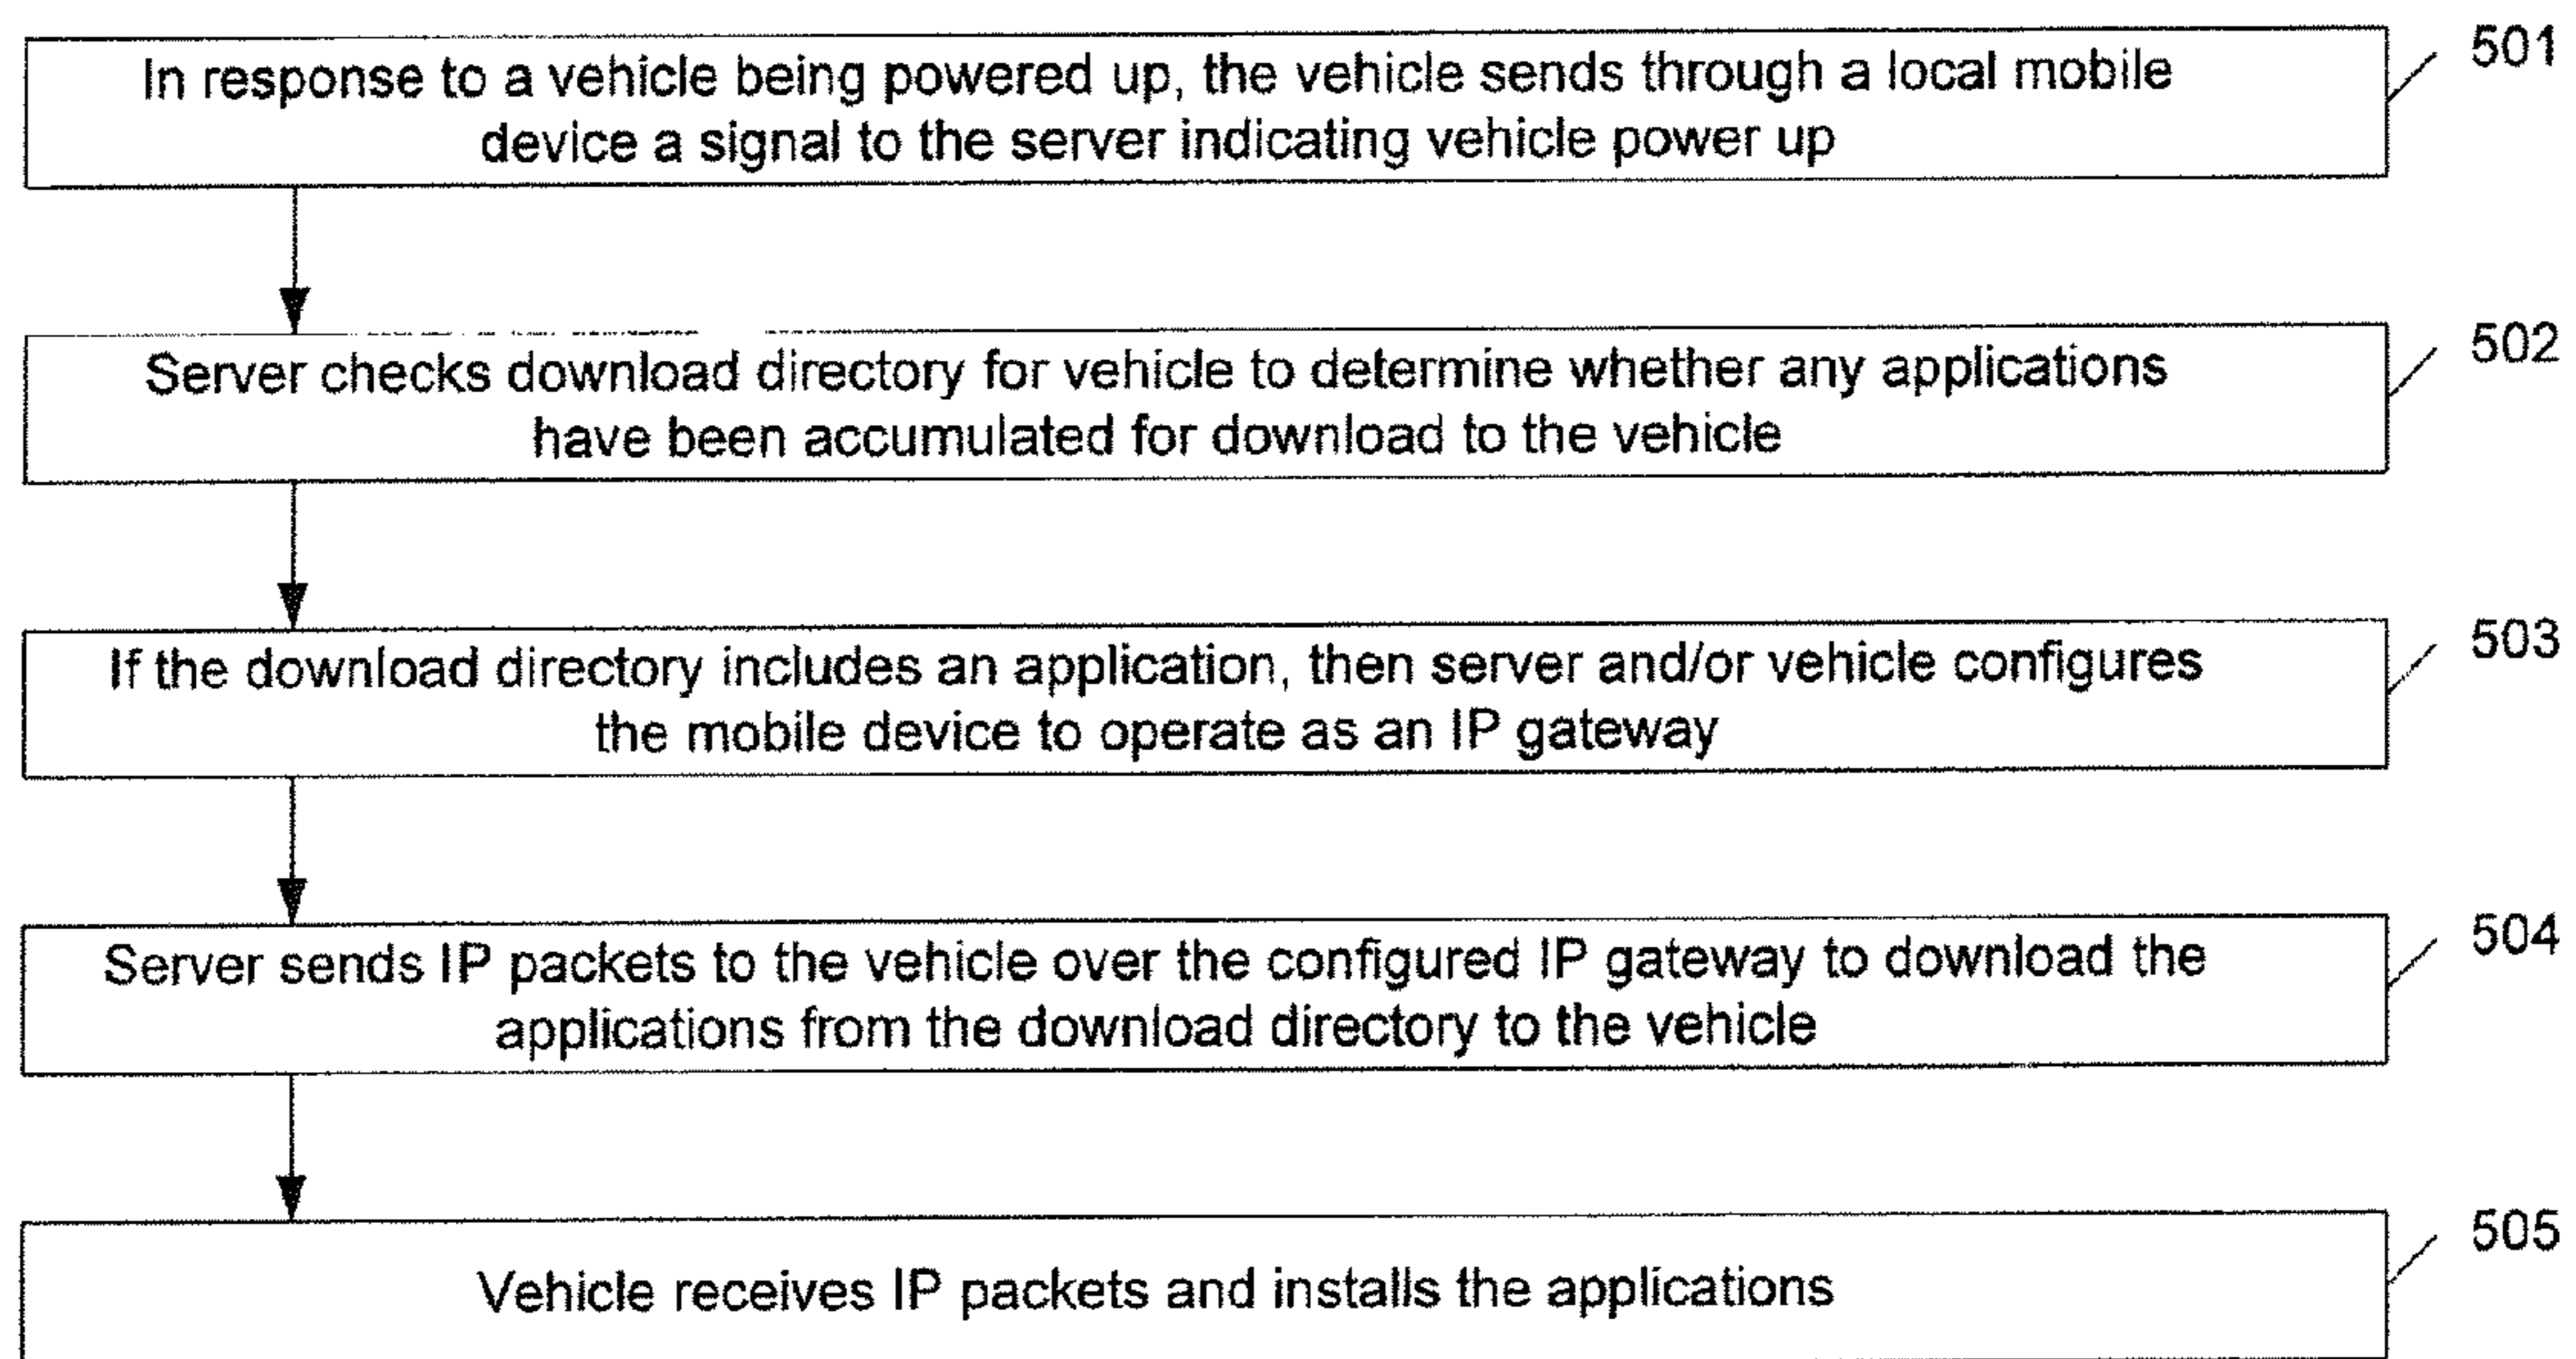 In response to a vehicle being powered up, the vehicle sends through a local mobile
device a signal to the server indicating vehicle power up
501
Server checks download directory for vehicle to determine whether any applications
have been accumulated for download to the vehicle
502
If the download directory includes an application, then server and/or vehicle configures
the mobile device to operate as an IP gateway
503
Server sends IP packets to the vehicle over the configured IP gateway to download the
applications from the download directory to the vehicle
504
Vehicle receives IP packets and installs the applications
505